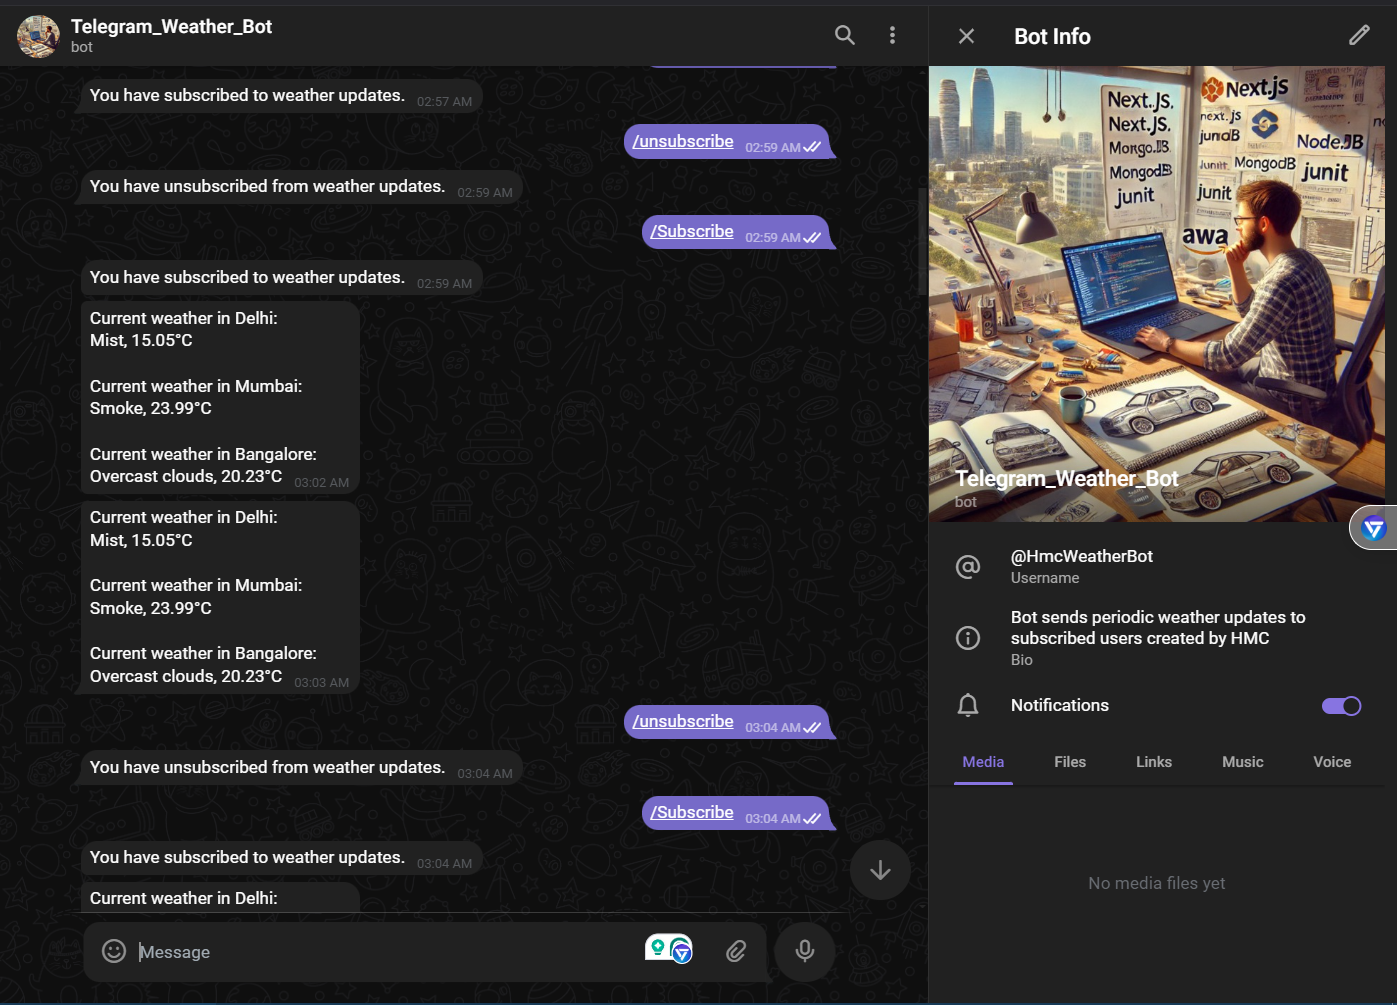 Telegram_Weather_Bot
bot
You have subscribed to weather updates. 02:57 AM
/unsubscribe 02:59 AM
You have unsubscribed from weather updates. 02:59 AM
/Subscribe 02:59 AM
You have subscribed to weather updates. 02:59 AM
Current weather in Delhi:
Mist, 15.05°C
Current weather in Mumbai:
Smoke, 23.99°C
Current weather in Bangalore:
Overcast clouds, 20.23°C 03:02 AM
Current weather in Delhi:
Mist, 15.05°C
Current weather in Mumbai:
Smoke, 23.99°C
Current weather in Bangalore:
Overcast clouds, 20.23°C 03:03 AM
/unsubscribe 03:04 AM
You have unsubscribed from weather updates. 03:04 AM
/Subscribe 03:04 AM
You have subscribed to weather updates. 03:04 AM
Current weather in Delhi:
Message
Bot Info
Next.JS.
Next.JS.
MongodB
junit
Next.js
next.js
Junit
junit
MongodB
Node.JB
junit
awa
Telegram_Weather_Bot
bot
@HmcWeatherBot
Username
Bot sends periodic weather updates to
subscribed users created by HMC
Bio
Notifications
Media Files Links Music Voice
No media files yet